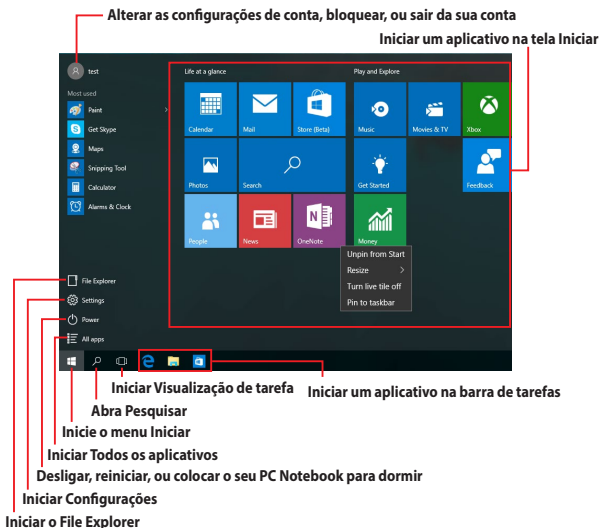 Alterar as configurações de conta, bloquear, ou sair da sua conta
Iniciar um aplicativo na tela Iniciar
test
Life at a glance
Play and Explore
Most used
Paint
Get Skype
Maps
Snipping Tool
Calculator
Alarms & Clock
Calendar
Mail
Store (Beta)
Music
Movies & TV
Xbox
Photos
Search
Get Started
Feedback
People
News
OneNote
Money
Unpin from Start
Resize
Turn live tile off
Pin to taskbar
File Explorer
Settings
Power
All apps
Iniciar Visualização de tarefa
Iniciar um aplicativo na barra de tarefas
Abra Pesquisar
Inicie o menu Iniciar
Iniciar Todos os aplicativos
Desligar, reiniciar, ou colocar o seu PC Notebook para dormir
Iniciar Configurações
Iniciar o File Explorer